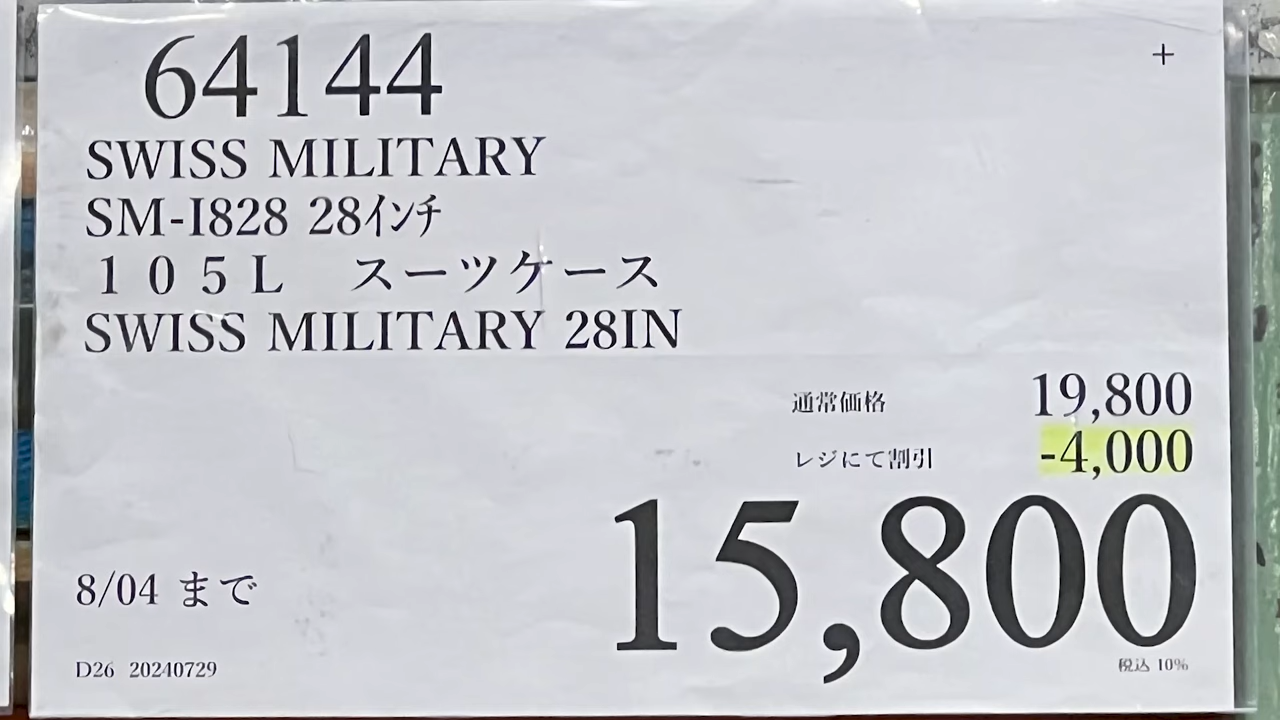 64144
+
SWISS MILITARY
SM-I828 28インチ
１０５L　スーツケース
SWISS MILITARY 28IN
通常価格 19,800
レジにて割引 -4,000
15,800
8/04 まで
D26 20240729
税込 10%